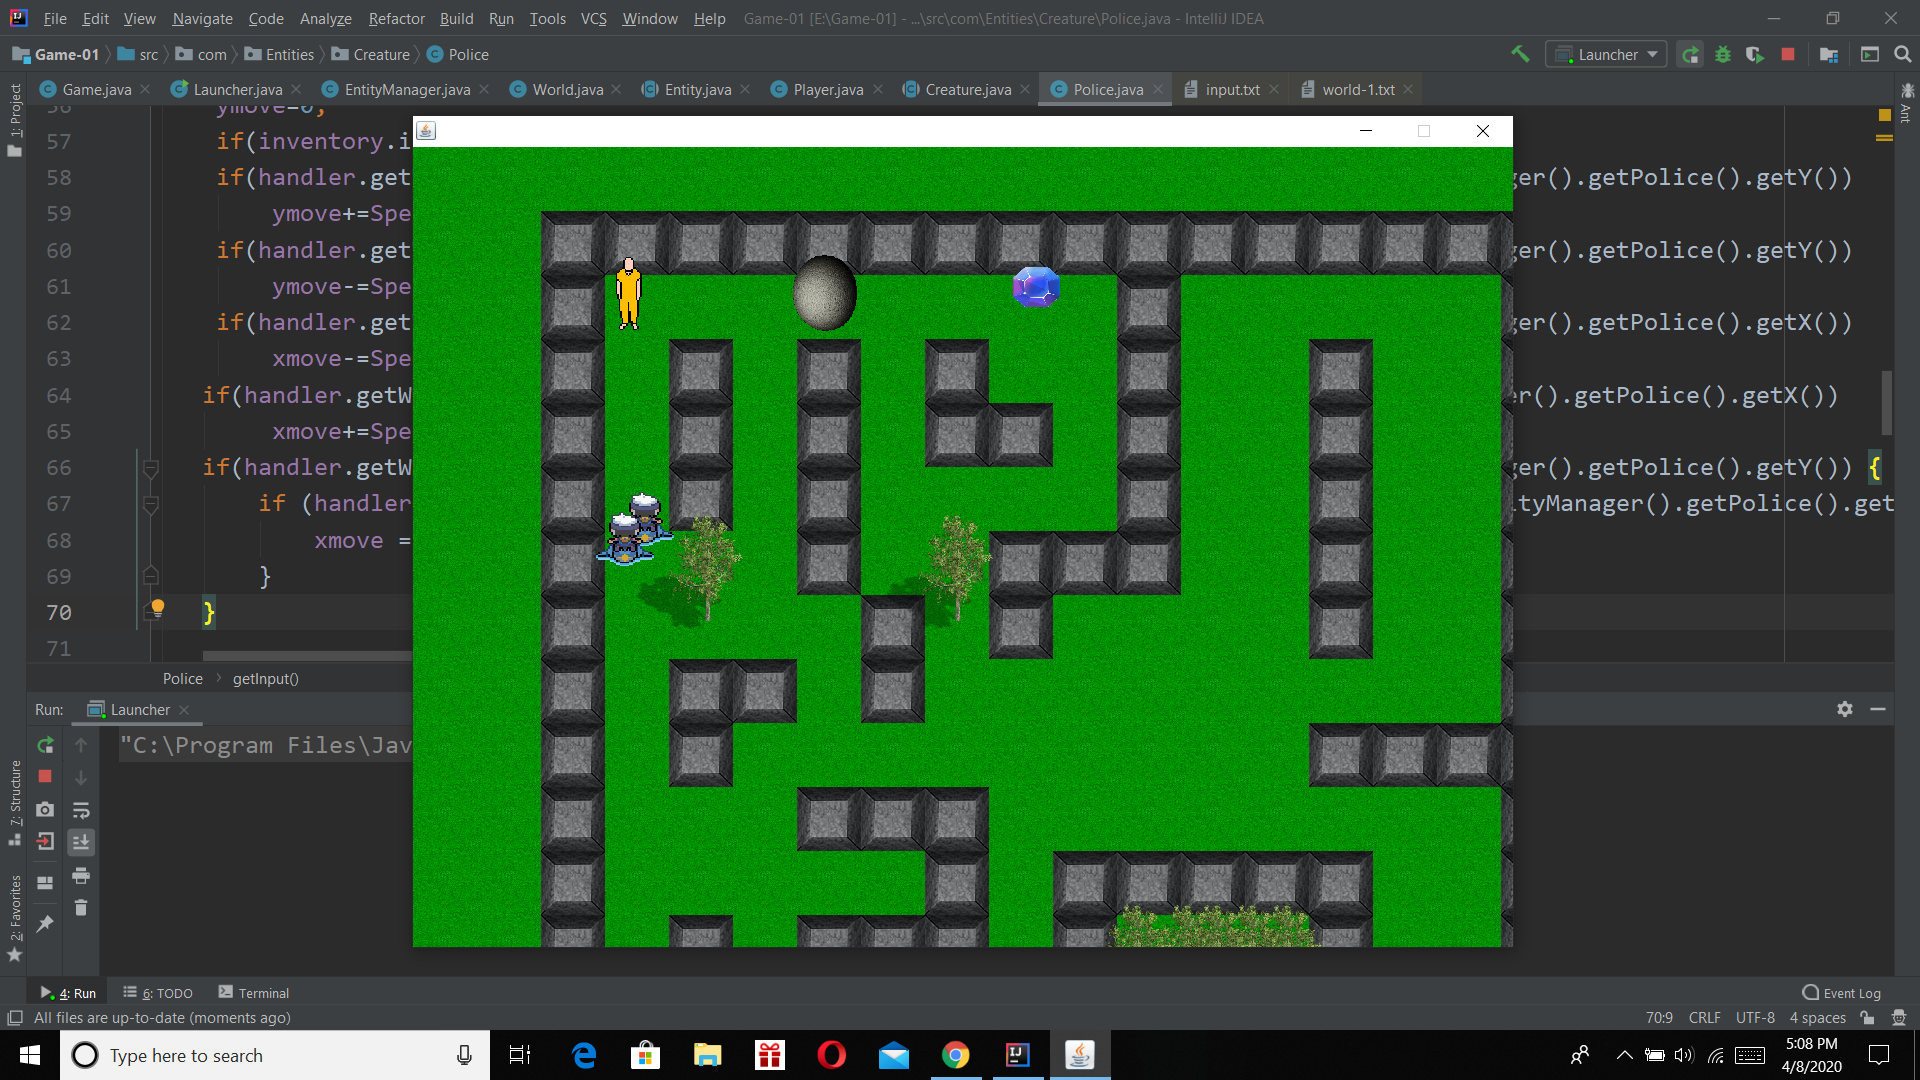 File Edit View Navigate Code Analyze Refactor Build Run Tools VCS Window Help Game-01 [E:\Game-01] - ...\src\com\Entities\Creature\Police.java - IntelliJ IDEA
Game-01 src com Entities Creature Police Launcher
Game.java Launcher.java EntityManager.java World.java Entity.java Player.java Creature.java Police.java input.txt world-1.txt
1: Project
Ant
56 ymove=0;
57 if(inventory.i
58 if(handler.get ger().getPolice().getY())
59 ymove+=Spe
60 if(handler.get ger().getPolice().getY())
61 ymove-=Spe
62 if(handler.get ger().getPolice().getX())
63 xmove-=Spe
64 if(handler.getW er().getPolice().getX())
65 xmove+=Spe
66 if(handler.getW ger().getPolice().getY()) {
67 if (handler ityManager().getPolice().get
68 xmove =
69 }
70 }
71
Police getInput()
Run: Launcher
"C:\Program Files\Jav
7: Structure
2: Favorites
4: Run 6: TODO Terminal Event Log
All files are up-to-date (moments ago) 70:9 CRLF UTF-8 4 spaces
Type here to search
5:08 PM
4/8/2020